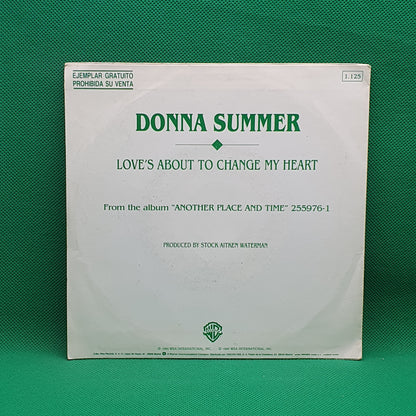 EJEMPLAR GRATUITO
PROHIBIDA SU VENTA
1.125
DONNA SUMMER
LOVE'S ABOUT TO CHANGE MY HEART
From the album "ANOTHER PLACE AND TIME" 255976-1
PRODUCED BY STOCK AITKEN WATERMAN